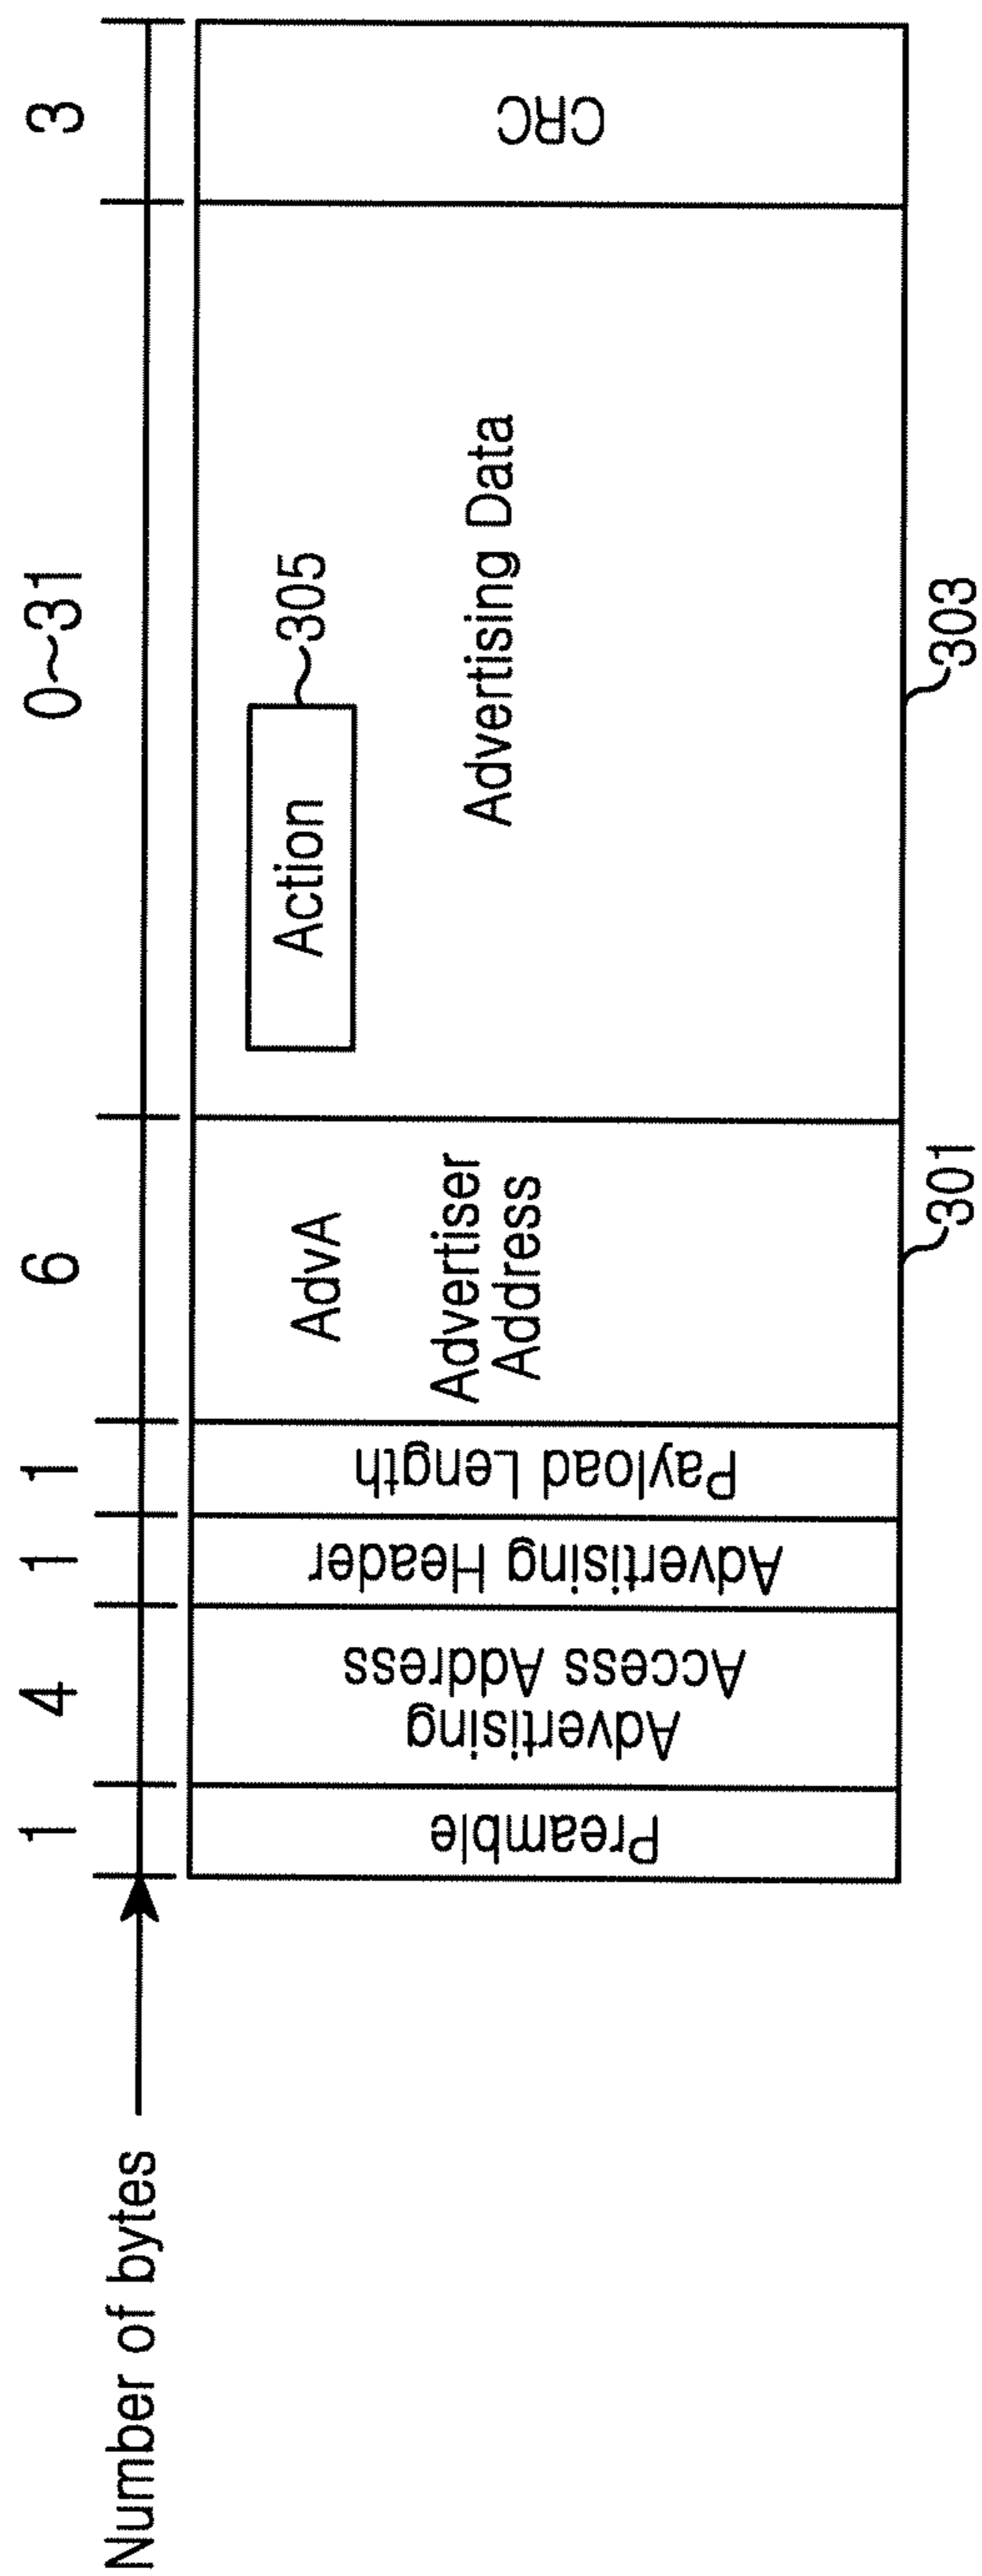 Number of bytes
1
4
1
1
6
0~31
3
Preamble
Advertising
Access Address
Advertising Header
Payload Length
AdvA
Advertiser
Address
Action
305
Advertising Data
CRC
301
303